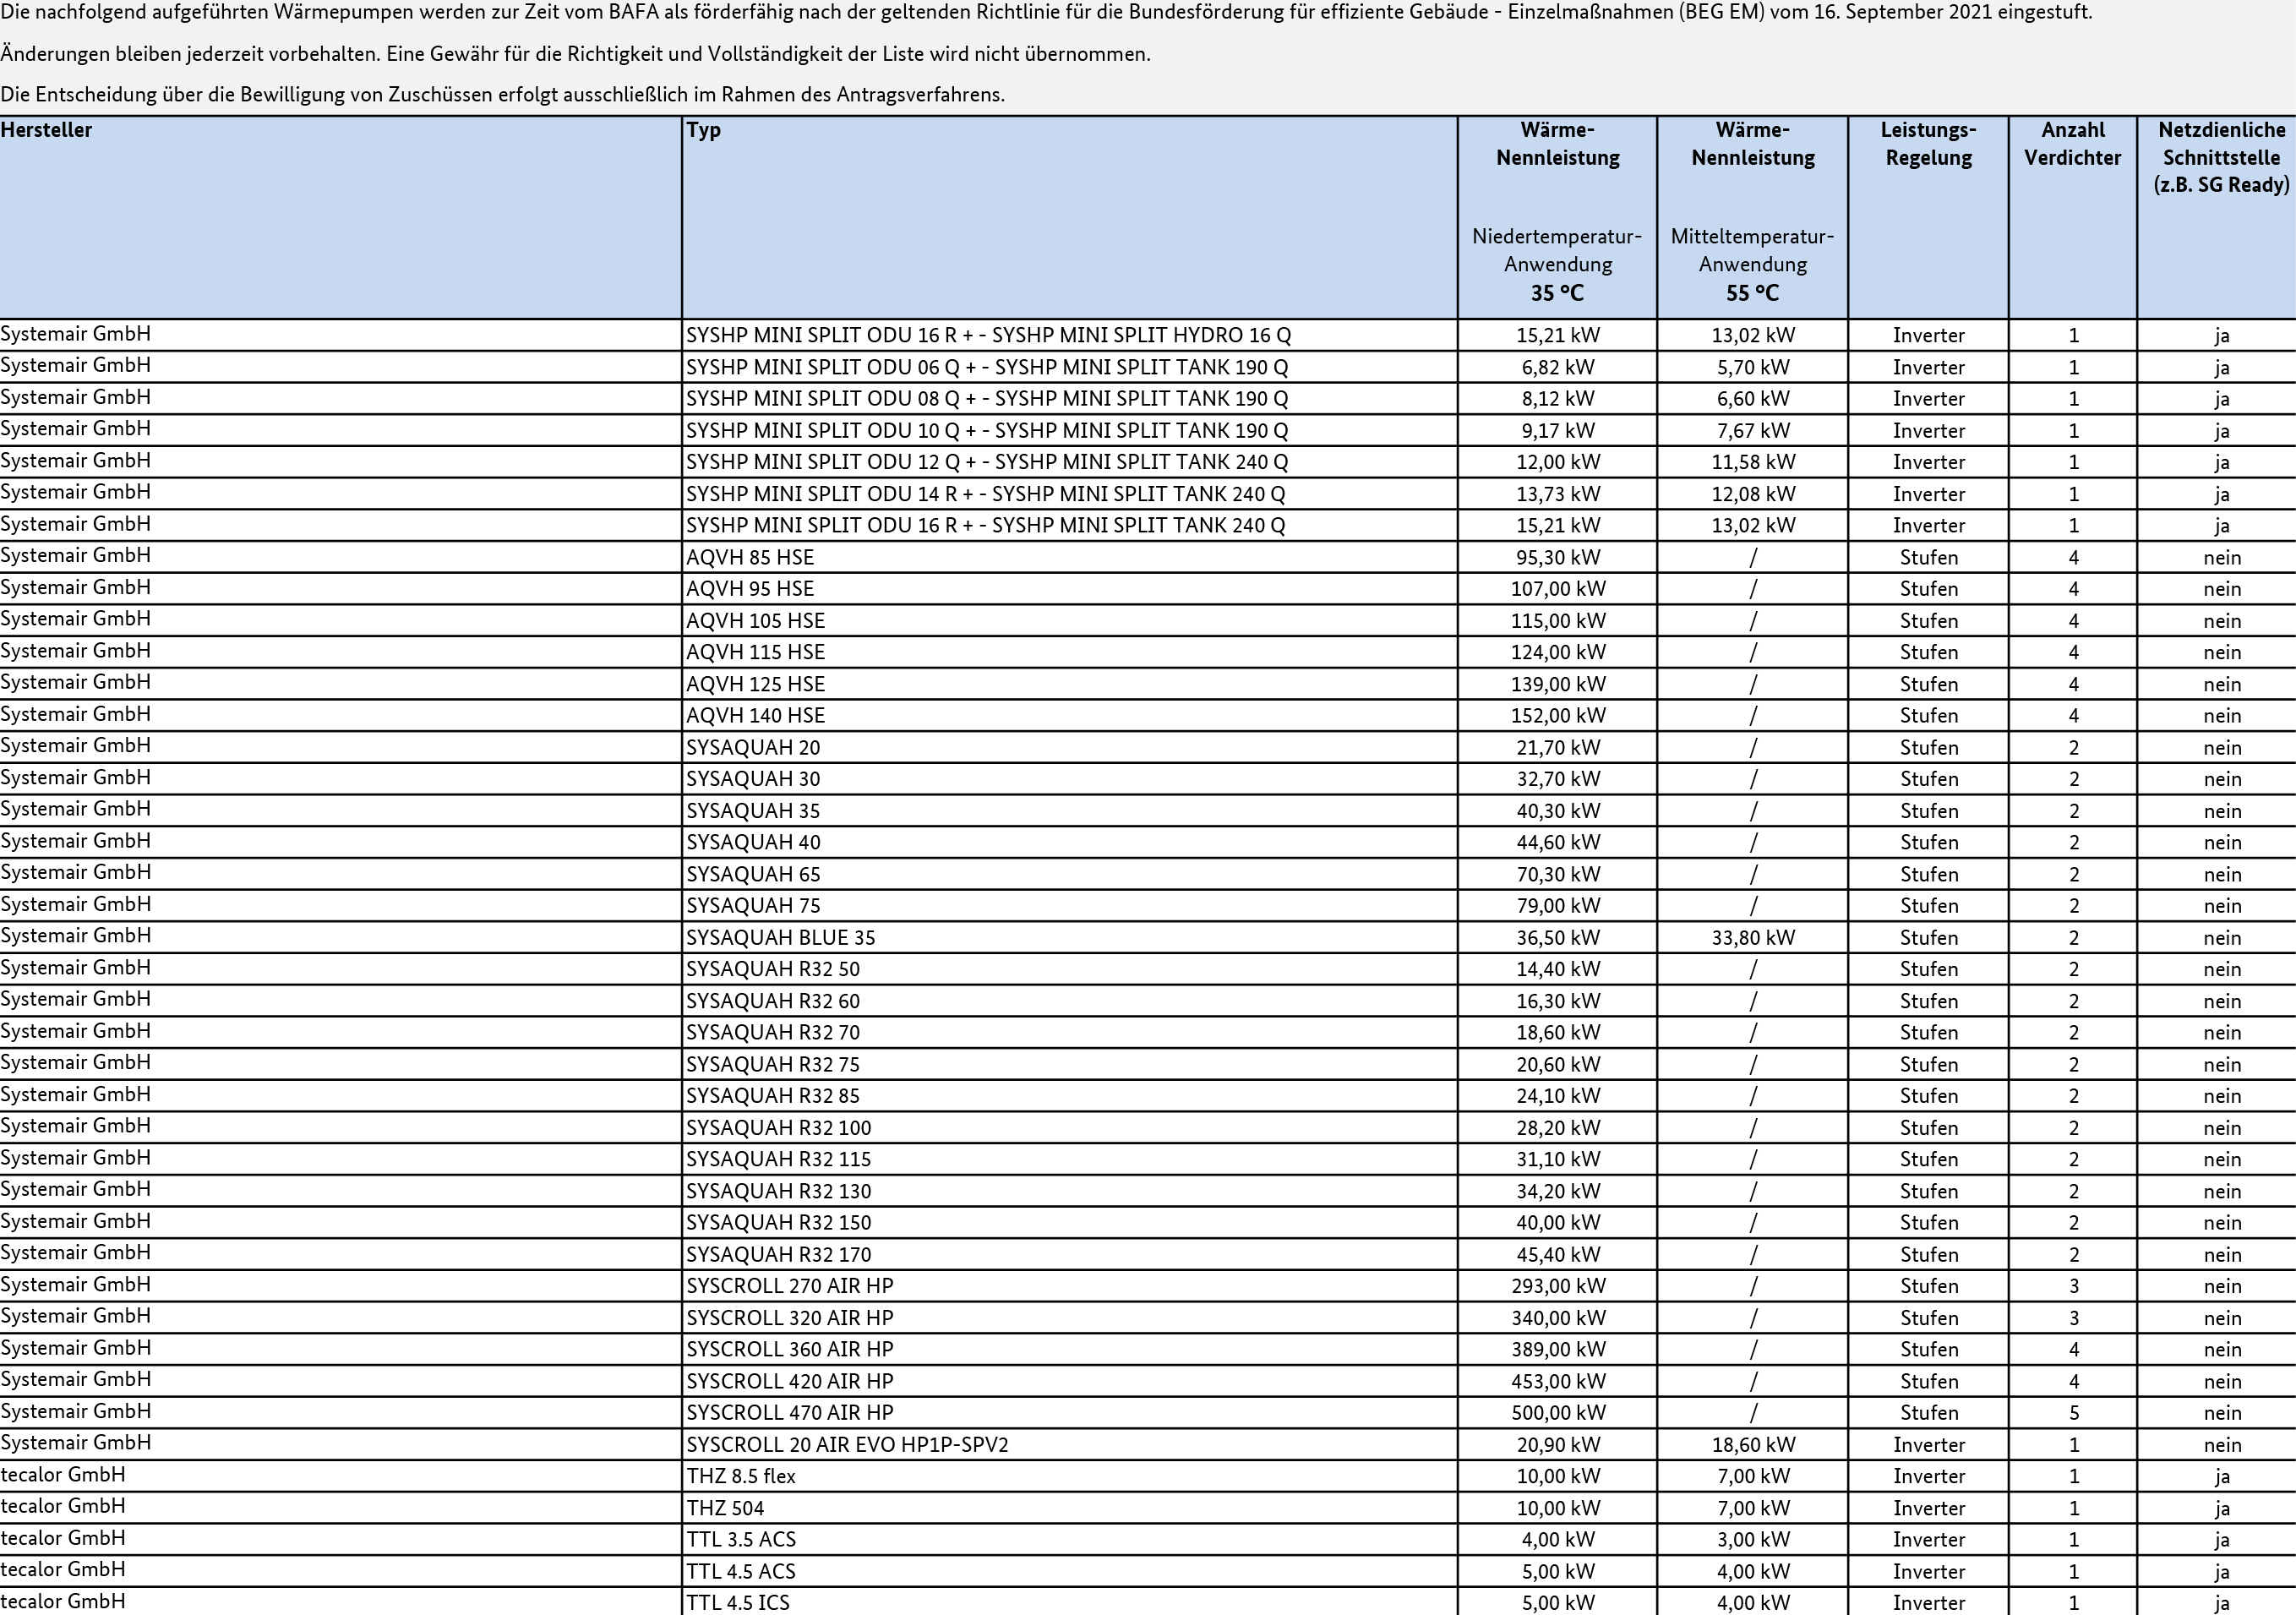 Die nachfolgend aufgeführten Wärmepumpen werden zur Zeit vom BAFA als förderfähig nach der geltenden Richtlinie für die Bundesförderung für effiziente Gebäude - Einzelmaßnahmen (BEG EM) vom 16. September 2021 eingestuft.
Änderungen bleiben jederzeit vorbehalten. Eine Gewähr für die Richtigkeit und Vollständigkeit der Liste wird nicht übernommen.
Die Entscheidung über die Bewilligung von Zuschüssen erfolgt ausschließlich im Rahmen des Antragsverfahrens.
Hersteller Typ Wärme- Wärme- Leistungs- Anzahl Netzdienliche
Nennleistung Nennleistung Regelung Verdichter Schnittstelle
(z.B. SG Ready)
Niedertemperatur- Mitteltemperatur-
Anwendung Anwendung
35 °C 55 °C
Systemair GmbH SYSHP MINI SPLIT ODU 16 R + - SYSHP MINI SPLIT HYDRO 16 Q 15,21 kW 13,02 kW Inverter 1 ja
Systemair GmbH SYSHP MINI SPLIT ODU 06 Q + - SYSHP MINI SPLIT TANK 190 Q 6,82 kW 5,70 kW Inverter 1 ja
Systemair GmbH SYSHP MINI SPLIT ODU 08 Q + - SYSHP MINI SPLIT TANK 190 Q 8,12 kW 6,60 kW Inverter 1 ja
Systemair GmbH SYSHP MINI SPLIT ODU 10 Q + - SYSHP MINI SPLIT TANK 190 Q 9,17 kW 7,67 kW Inverter 1 ja
Systemair GmbH SYSHP MINI SPLIT ODU 12 Q + - SYSHP MINI SPLIT TANK 240 Q 12,00 kW 11,58 kW Inverter 1 ja
Systemair GmbH SYSHP MINI SPLIT ODU 14 R + - SYSHP MINI SPLIT TANK 240 Q 13,73 kW 12,08 kW Inverter 1 ja
Systemair GmbH SYSHP MINI SPLIT ODU 16 R + - SYSHP MINI SPLIT TANK 240 Q 15,21 kW 13,02 kW Inverter 1 ja
Systemair GmbH AQVH 85 HSE 95,30 kW / Stufen 4 nein
Systemair GmbH AQVH 95 HSE 107,00 kW / Stufen 4 nein
Systemair GmbH AQVH 105 HSE 115,00 kW / Stufen 4 nein
Systemair GmbH AQVH 115 HSE 124,00 kW / Stufen 4 nein
Systemair GmbH AQVH 125 HSE 139,00 kW / Stufen 4 nein
Systemair GmbH AQVH 140 HSE 152,00 kW / Stufen 4 nein
Systemair GmbH SYSAQUAH 20 21,70 kW / Stufen 2 nein
Systemair GmbH SYSAQUAH 30 32,70 kW / Stufen 2 nein
Systemair GmbH SYSAQUAH 35 40,30 kW / Stufen 2 nein
Systemair GmbH SYSAQUAH 40 44,60 kW / Stufen 2 nein
Systemair GmbH SYSAQUAH 65 70,30 kW / Stufen 2 nein
Systemair GmbH SYSAQUAH 75 79,00 kW / Stufen 2 nein
Systemair GmbH SYSAQUAH BLUE 35 36,50 kW 33,80 kW Stufen 2 nein
Systemair GmbH SYSAQUAH R32 50 14,40 kW / Stufen 2 nein
Systemair GmbH SYSAQUAH R32 60 16,30 kW / Stufen 2 nein
Systemair GmbH SYSAQUAH R32 70 18,60 kW / Stufen 2 nein
Systemair GmbH SYSAQUAH R32 75 20,60 kW / Stufen 2 nein
Systemair GmbH SYSAQUAH R32 85 24,10 kW / Stufen 2 nein
Systemair GmbH SYSAQUAH R32 100 28,20 kW / Stufen 2 nein
Systemair GmbH SYSAQUAH R32 115 31,10 kW / Stufen 2 nein
Systemair GmbH SYSAQUAH R32 130 34,20 kW / Stufen 2 nein
Systemair GmbH SYSAQUAH R32 150 40,00 kW / Stufen 2 nein
Systemair GmbH SYSAQUAH R32 170 45,40 kW / Stufen 2 nein
Systemair GmbH SYSCROLL 270 AIR HP 293,00 kW / Stufen 3 nein
Systemair GmbH SYSCROLL 320 AIR HP 340,00 kW / Stufen 3 nein
Systemair GmbH SYSCROLL 360 AIR HP 389,00 kW / Stufen 4 nein
Systemair GmbH SYSCROLL 420 AIR HP 453,00 kW / Stufen 4 nein
Systemair GmbH SYSCROLL 470 AIR HP 500,00 kW / Stufen 5 nein
Systemair GmbH SYSCROLL 20 AIR EVO HP1P-SPV2 20,90 kW 18,60 kW Inverter 1 nein
tecalor GmbH THZ 8.5 flex 10,00 kW 7,00 kW Inverter 1 ja
tecalor GmbH THZ 504 10,00 kW 7,00 kW Inverter 1 ja
tecalor GmbH TTL 3.5 ACS 4,00 kW 3,00 kW Inverter 1 ja
tecalor GmbH TTL 4.5 ACS 5,00 kW 4,00 kW Inverter 1 ja
tecalor GmbH TTL 4.5 ICS 5,00 kW 4,00 kW Inverter 1 ja